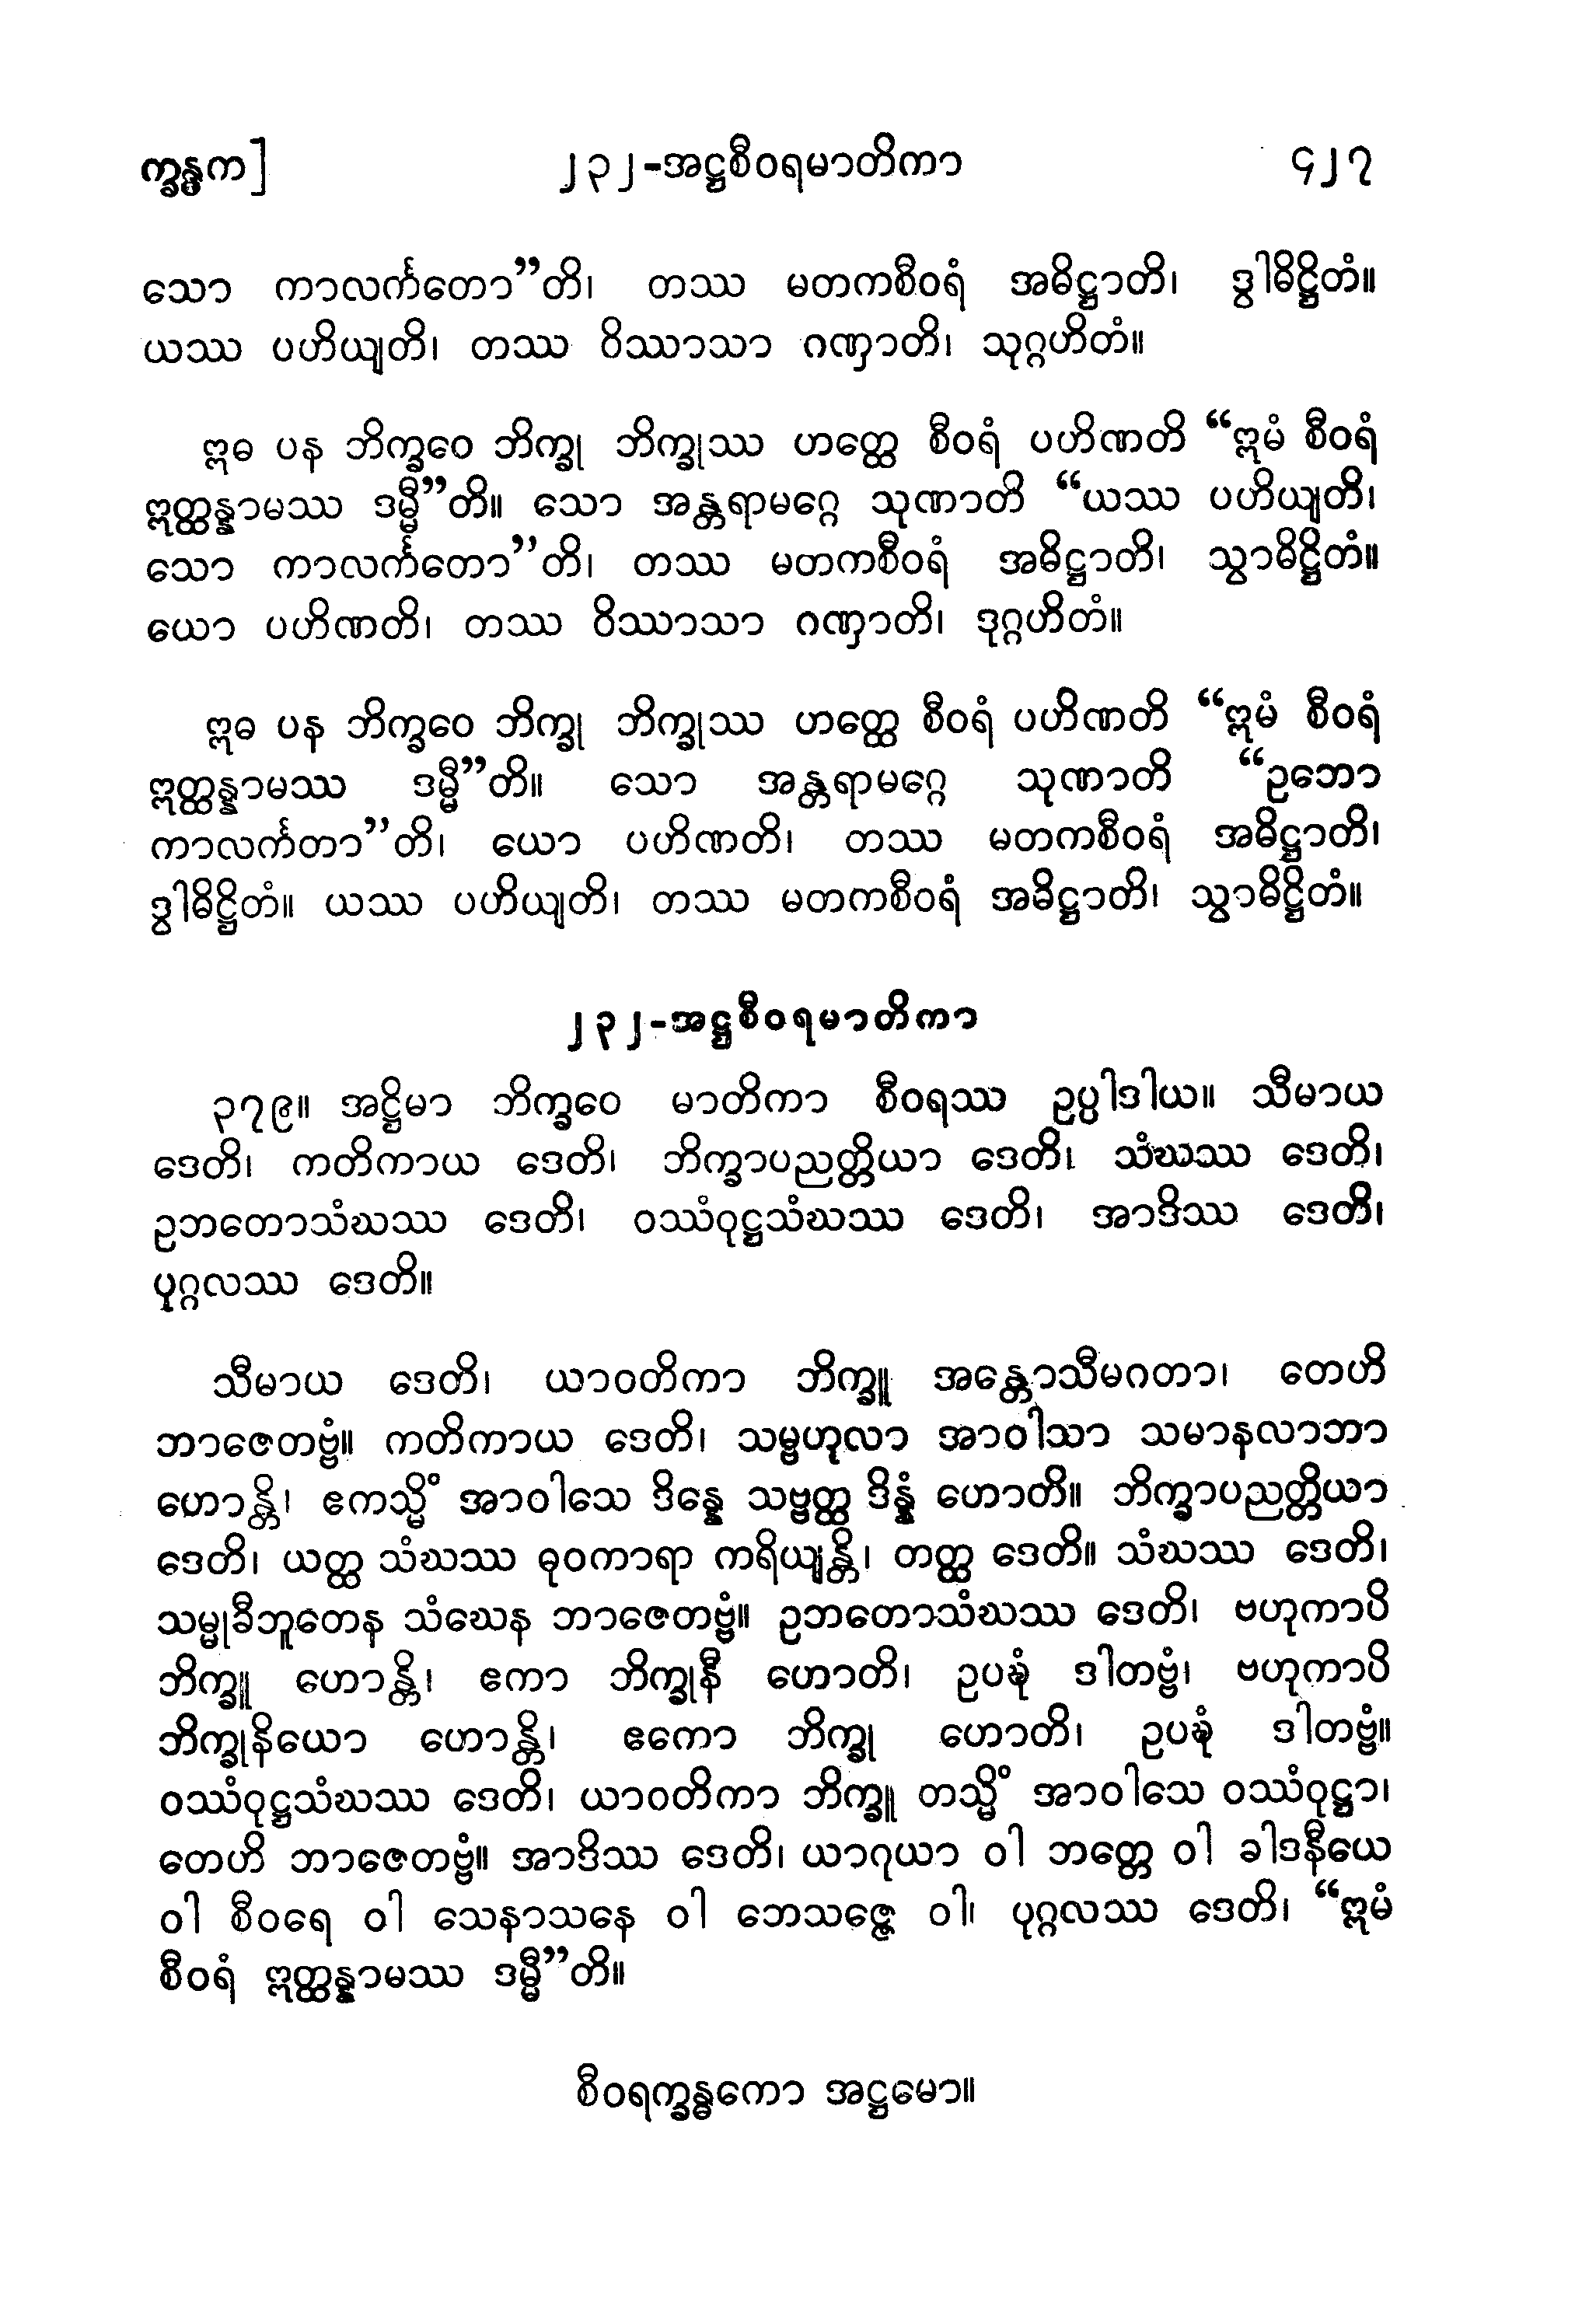 က္ခန္ဓက] ၂၃၂-အဋ္ဌစီဝရမာတိကာ ၄၂၇
သော ကာလင်္ကတော”တိ၊ တဿ မတကစီဝရံ အဓိဋ္ဌာတိ၊ ဒွါဓိဋ္ဌိတံ။
ယဿ ပဟိယျတိ၊ တဿ ဝိဿာသာ ဂဏှာတိ၊ သုဂ္ဂဟိတံ။
ဣဓ ပန ဘိက္ခဝေ ဘိက္ခု ဘိက္ခုဿ ဟတ္ထေ စီဝရံ ပဟိဏတိ “ဣမံ စီဝရံ
ဣတ္ထန္နာမဿ ဒမ္မီ”တိ။ သော အန္တရာမဂ္ဂေ သုဏာတိ “ယဿ ပဟိယျတိ၊
သော ကာလင်္ကတော”တိ၊ တဿ မတကစီဝရံ အဓိဋ္ဌာတိ၊ သွာဓိဋ္ဌိတံ။
ယော ပဟိဏတိ၊ တဿ ဝိဿာသာ ဂဏှာတိ၊ ဒုဂ္ဂဟိတံ။
ဣဓ ပန ဘိက္ခဝေ ဘိက္ခု ဘိက္ခုဿ ဟတ္ထေ စီဝရံ ပဟိဏတိ “ဣမံ စီဝရံ
ဣတ္ထန္နာမဿ ဒမ္မီ”တိ။ သော အန္တရာမဂ္ဂေ သုဏာတိ “ဥဘော
ကာလင်္ကတာ”တိ၊ ယော ပဟိဏတိ၊ တဿ မတကစီဝရံ အဓိဋ္ဌာတိ၊
ဒွါဓိဋ္ဌိတံ။ ယဿ ပဟိယျတိ၊ တဿ မတကစီဝရံ အဓိဋ္ဌာတိ၊ သွာဓိဋ္ဌိတံ။
၂၃၂-အဋ္ဌစီဝရမာတိကာ
၃၇၉။ အဋ္ဌိမာ ဘိက္ခဝေ မာတိကာ စီဝရဿ ဥပ္ပါဒါယ။ သီမာယ
ဒေတိ၊ ကတိကာယ ဒေတိ၊ ဘိက္ခာပညတ္တိယာ ဒေတိ၊ သံဃဿ ဒေတိ၊
ဥဘတောသံဃဿ ဒေတိ၊ ဝဿံဝုဋ္ဌသံဃဿ ဒေတိ၊ အာဒိဿ ဒေတိ၊
ပုဂ္ဂလဿ ဒေတိ။
သီမာယ ဒေတိ၊ ယာဝတိကာ ဘိက္ခူ အန္တောသီမဂတာ၊ တေဟိ
ဘာဇေတဗ္ဗံ။ ကတိကာယ ဒေတိ၊ သမ္ဗဟုလာ အာဝါသာ သမာနလာဘာ
ဟောန္တိ၊ ဧကသ္မိံ အာဝါသေ ဒိန္နေ သဗ္ဗတ္ထ ဒိန္နံ ဟောတိ။ ဘိက္ခာပညတ္တိယာ
ဒေတိ၊ ယတ္ထ သံဃဿ ဓုဝကာရာ ကရိယျန္တိ၊ တတ္ထ ဒေတိ။ သံဃဿ ဒေတိ၊
သမ္မုခီဘူတေန သံဃေန ဘာဇေတဗ္ဗံ။ ဥဘတောသံဃဿ ဒေတိ၊ ဗဟုကာပိ
ဘိက္ခူ ဟောန္တိ၊ ဧကာ ဘိက္ခုနီ ဟောတိ၊ ဥပဍ္ဎံ ဒါတဗ္ဗံ၊ ဗဟုကာပိ
ဘိက္ခုနိယော ဟောန္တိ၊ ဧကော ဘိက္ခု ဟောတိ၊ ဥပဍ္ဎံ ဒါတဗ္ဗံ။
ဝဿံဝုဋ္ဌသံဃဿ ဒေတိ၊ ယာဝတိကာ ဘိက္ခူ တသ္မိံ အာဝါသေ ဝဿံဝုဋ္ဌာ၊
တေဟိ ဘာဇေတဗ္ဗံ။ အာဒိဿ ဒေတိ၊ ယာဂုယာ ဝါ ဘတ္တေ ဝါ ခါဒနီယေ
ဝါ စီဝရေ ဝါ သေနာသနေ ဝါ ဘေသဇ္ဇေ ဝါ၊ ပုဂ္ဂလဿ ဒေတိ၊ “ဣမံ
စီဝရံ ဣတ္ထန္နာမဿ ဒမ္မီ”တိ။
စီဝရက္ခန္ဓကော အဋ္ဌမော။